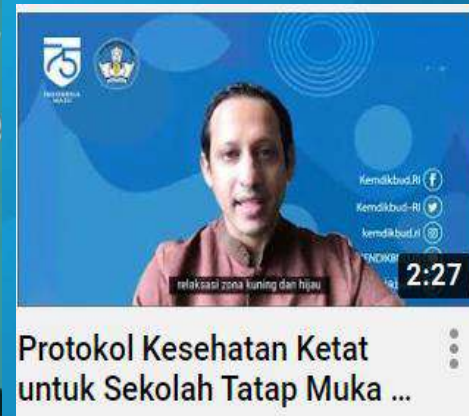 75
INDONESIA
MAJU
Kemdikbud.RI
Kemdikbud-RI
kemdikbud.ri
relaksasi zona kuning dan hijau
2:27
Protokol Kesehatan Ketat
untuk Sekolah Tatap Muka ...